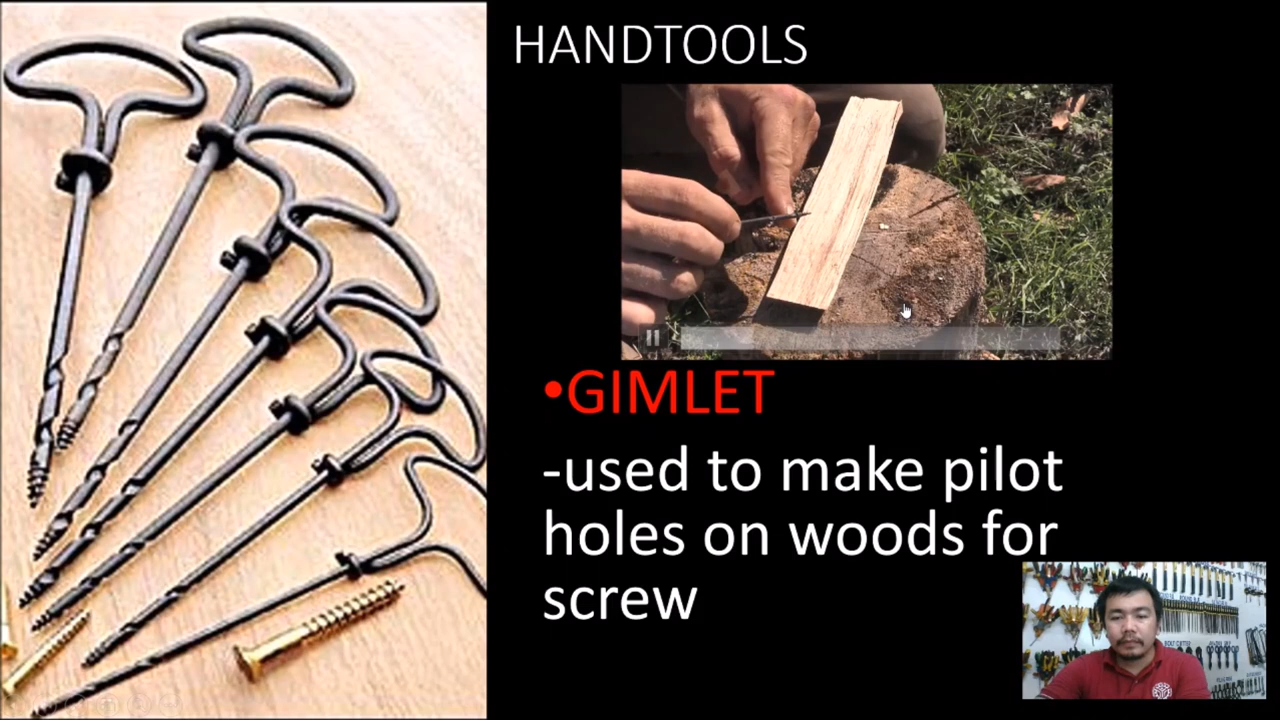 HANDTOOLS
•GIMLET
-used to make pilot
holes on woods for
screw